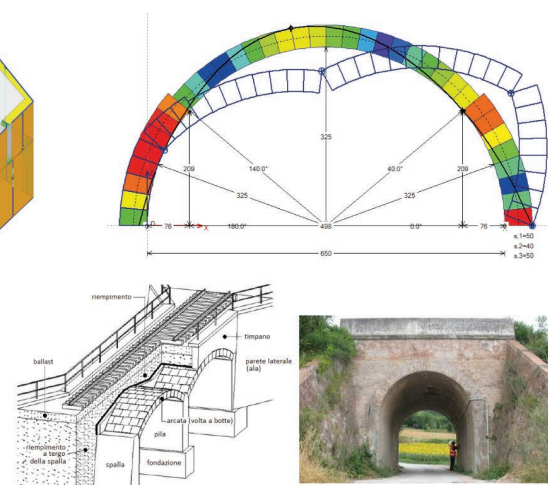 325
209
140.0°
40.0°
209
325
325
76
x
180.0°
498
0.0°
76
650
s.1=50
s.2=40
s.3=50
riempimento
ballast
timpano
parete laterale
(ala)
arcata (volta a botte)
pila
riempimento
a tergo
della spalla
spalla
fondazione